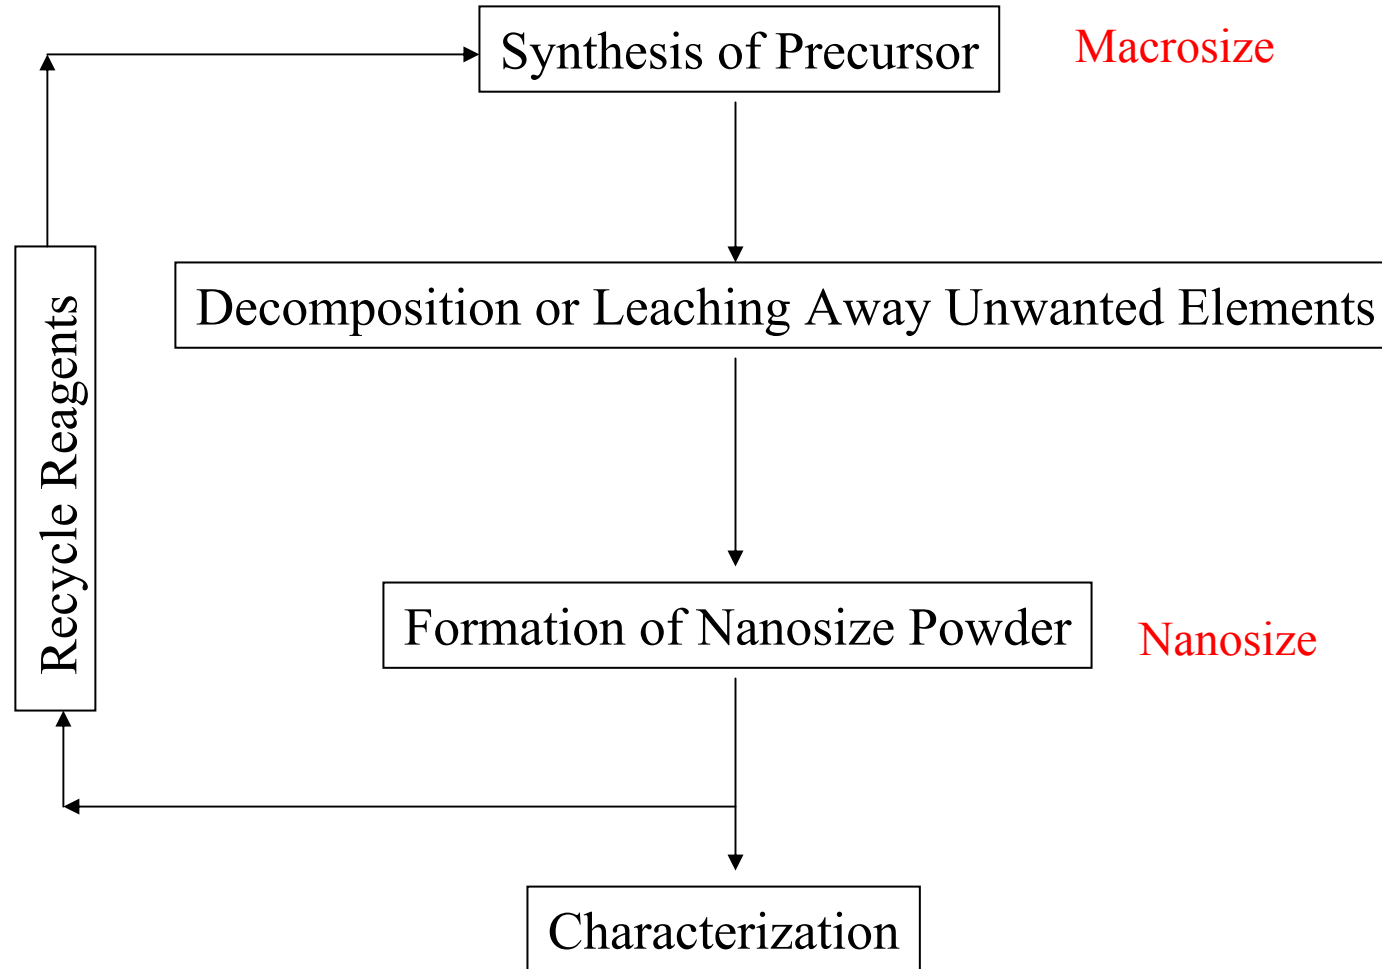 Synthesis of Precursor
Macrosize
Decomposition or Leaching Away Unwanted Elements
Recycle Reagents
Formation of Nanosize Powder
Nanosize
Characterization